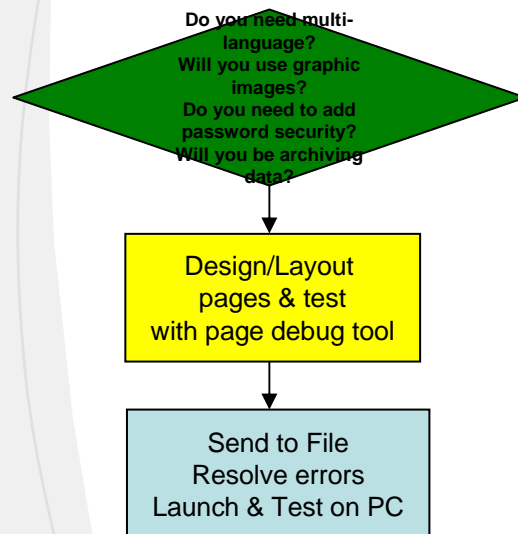 Do you need multi-
language?
Will you use graphic
images?
Do you need to add
password security?
Will you be archiving
data?
Design/Layout
pages & test
with page debug tool
Send to File
Resolve errors
Launch & Test on PC